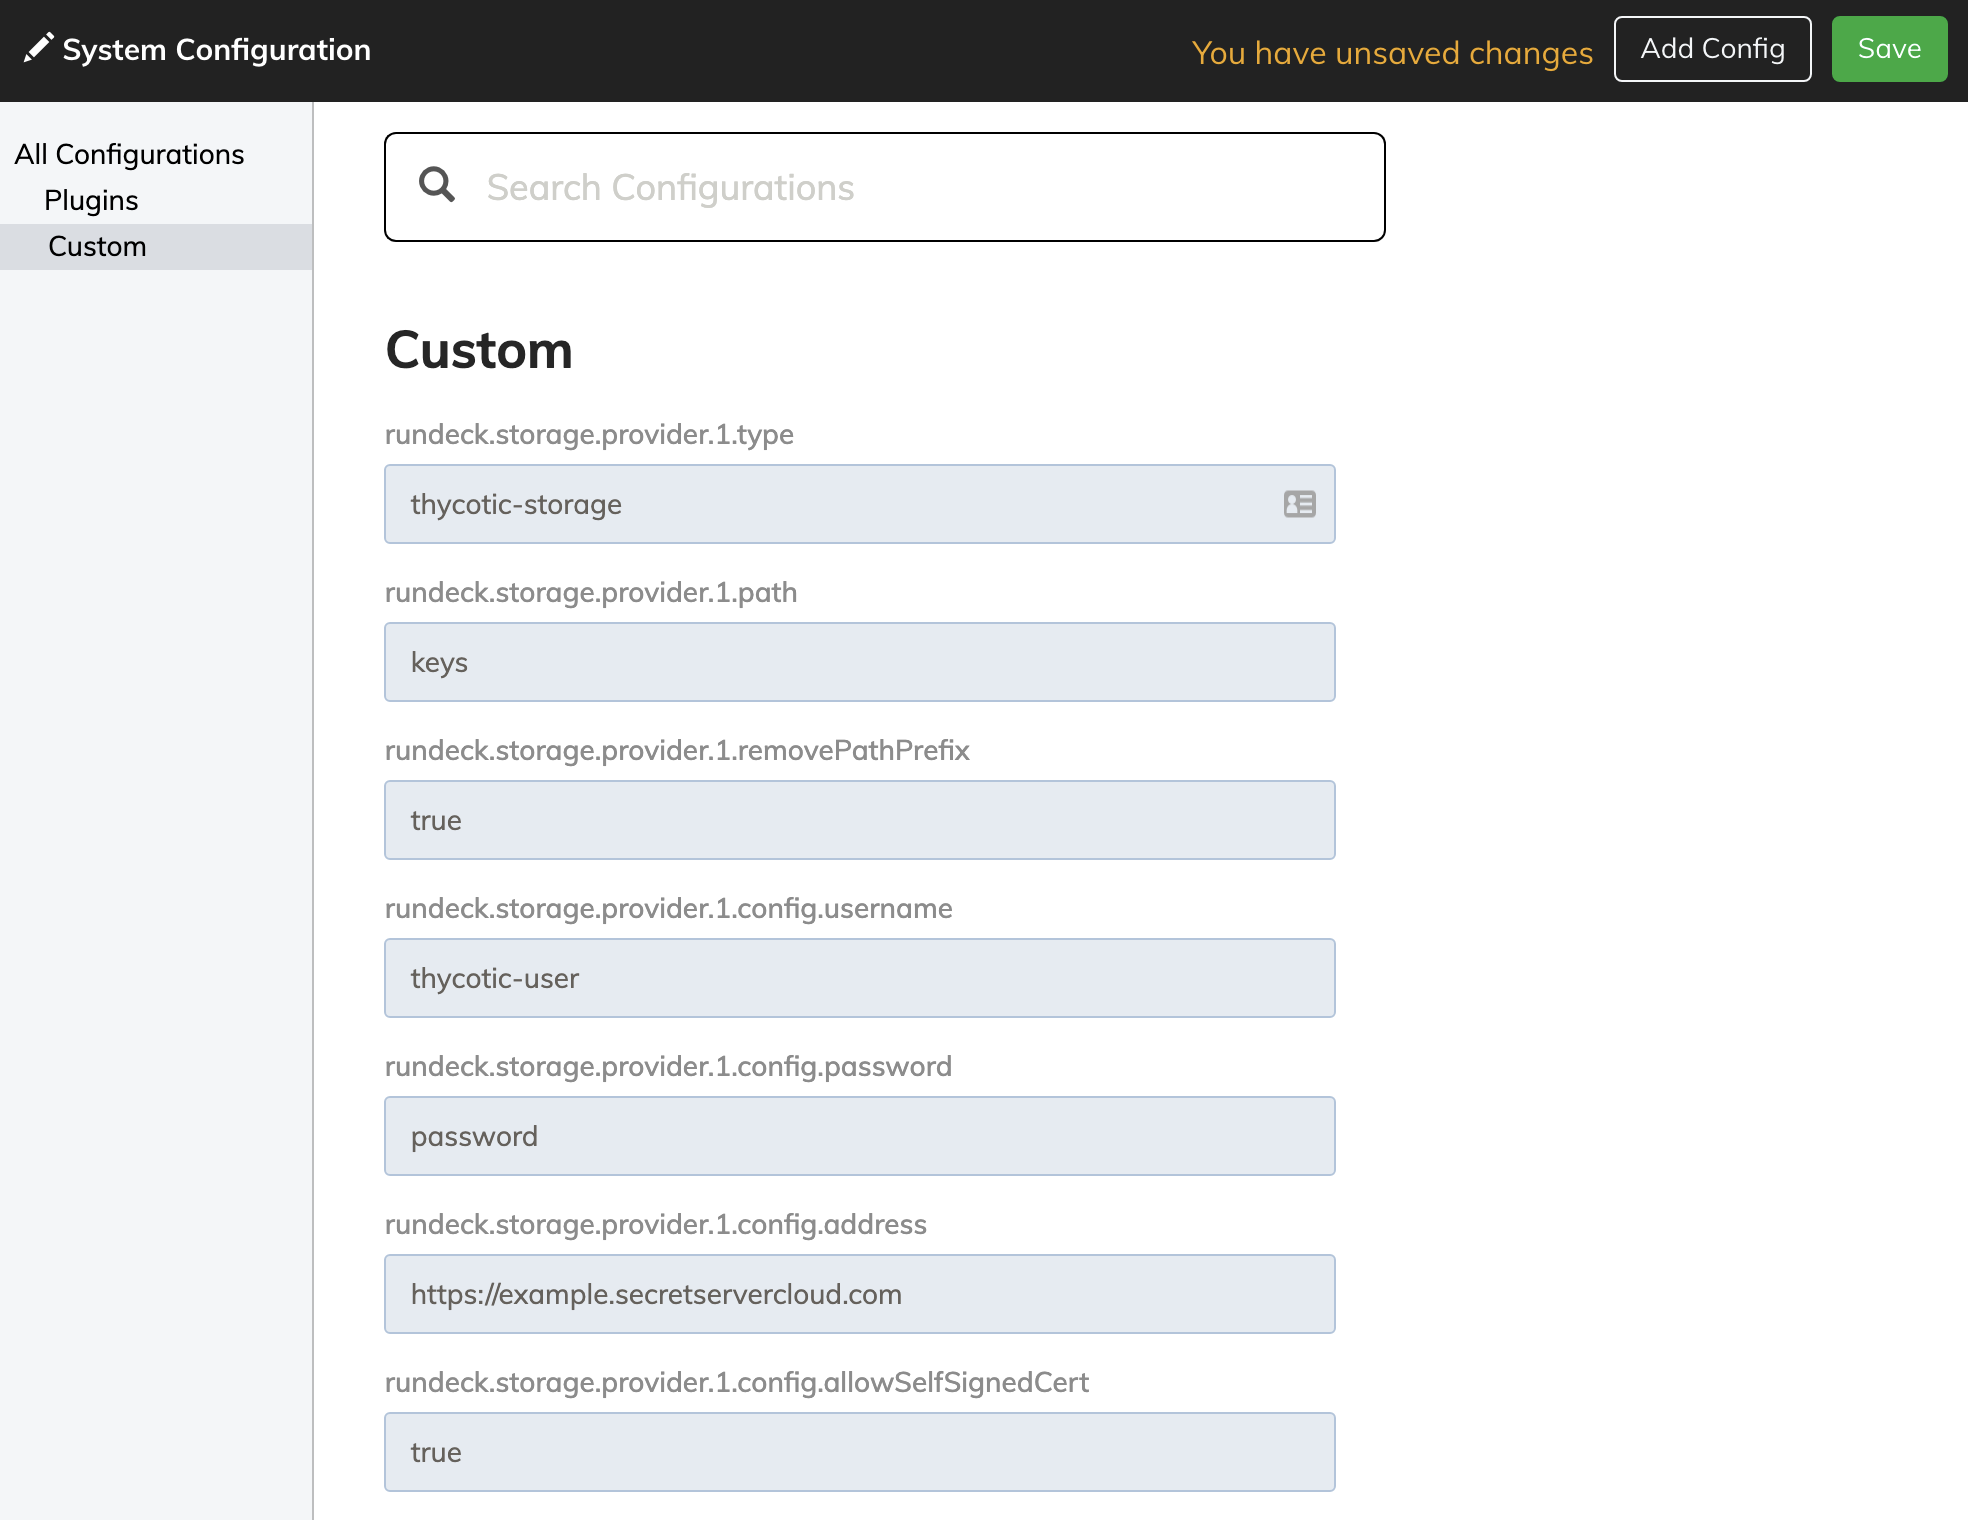 System Configuration
You have unsaved changes
Add Config
Save
All Configurations
Plugins
Custom
Search Configurations
Custom
rundeck.storage.provider.1.type
thycotic-storage
rundeck.storage.provider.1.path
keys
rundeck.storage.provider.1.removePathPrefix
true
rundeck.storage.provider.1.config.username
thycotic-user
rundeck.storage.provider.1.config.password
password
rundeck.storage.provider.1.config.address
https://example.secretservercloud.com
rundeck.storage.provider.1.config.allowSelfSignedCert
true